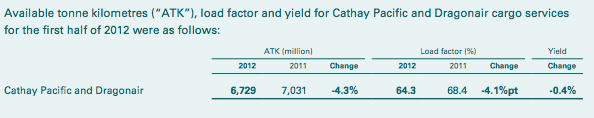 Available tonne kilometres (“ATK”), load factor and yield for Cathay Pacific and Dragonair cargo services
for the first half of 2012 were as follows:
ATK (million) Load factor (%) Yield
2012 2011 Change 2012 2011 Change Change
Cathay Pacific and Dragonair 6,729 7,031 -4.3% 64.3 68.4 -4.1%pt -0.4%